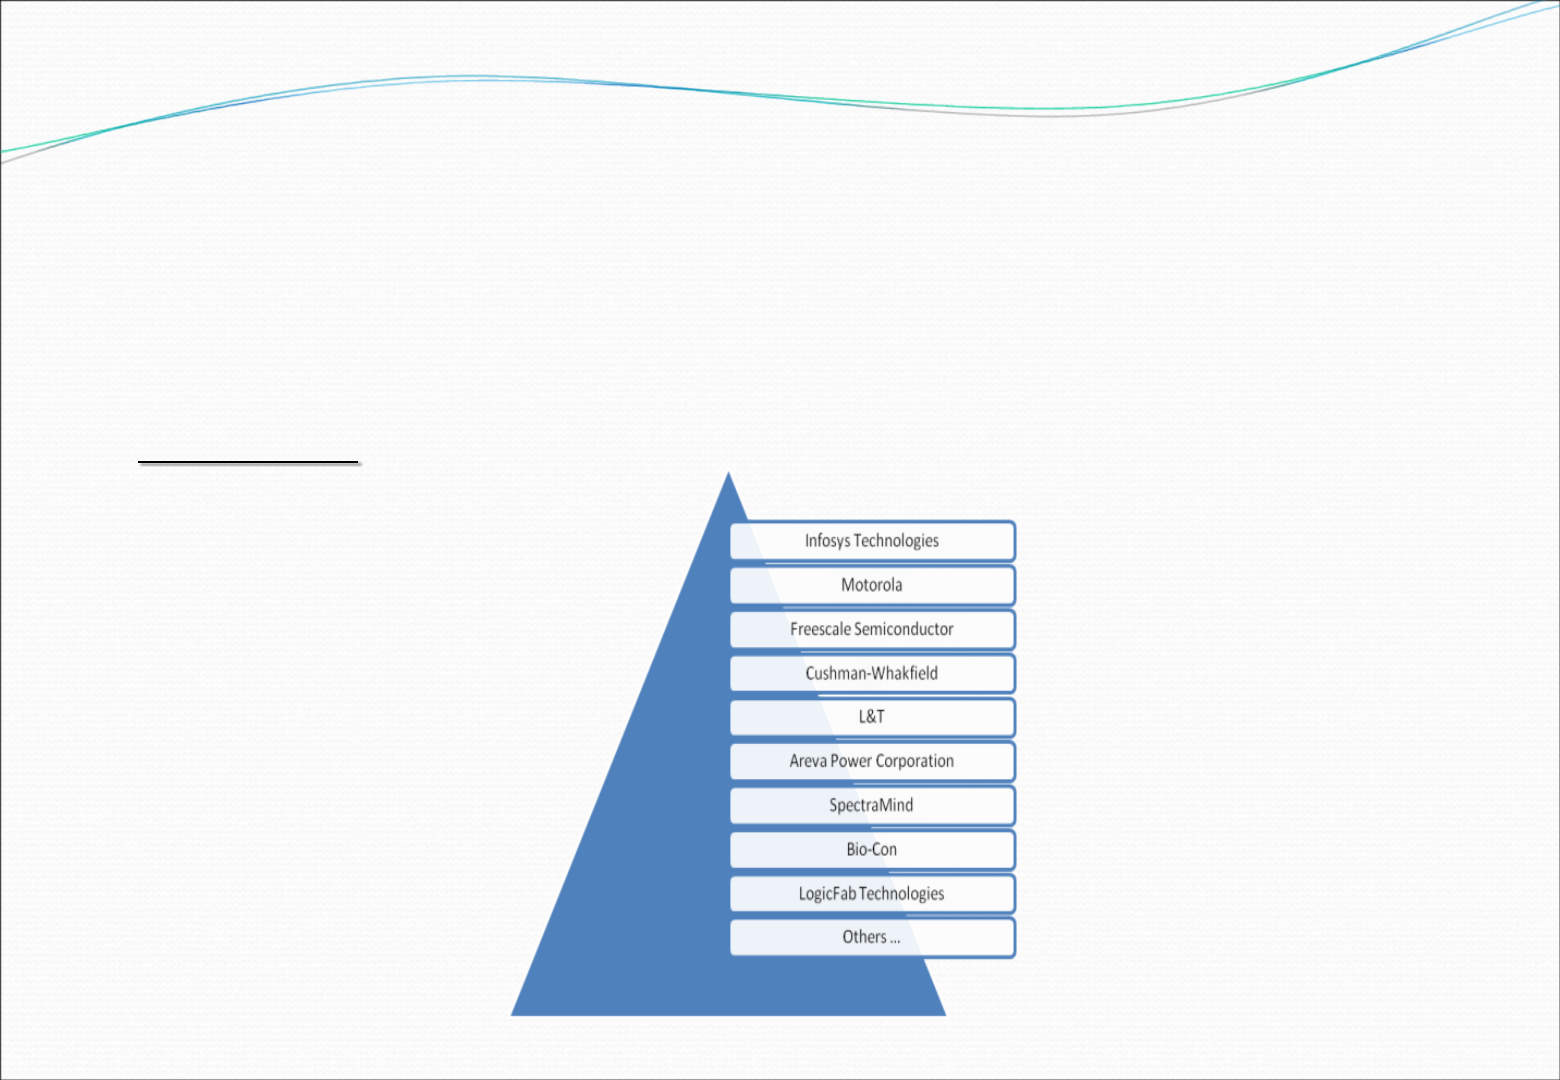 Infosys Technologies
Motorola
Freescale Semiconductor
Cushman-Whakfield
L&T
Areva Power Corporation
SpectraMind
Bio-Con
LogicFab Technologies
Others ...